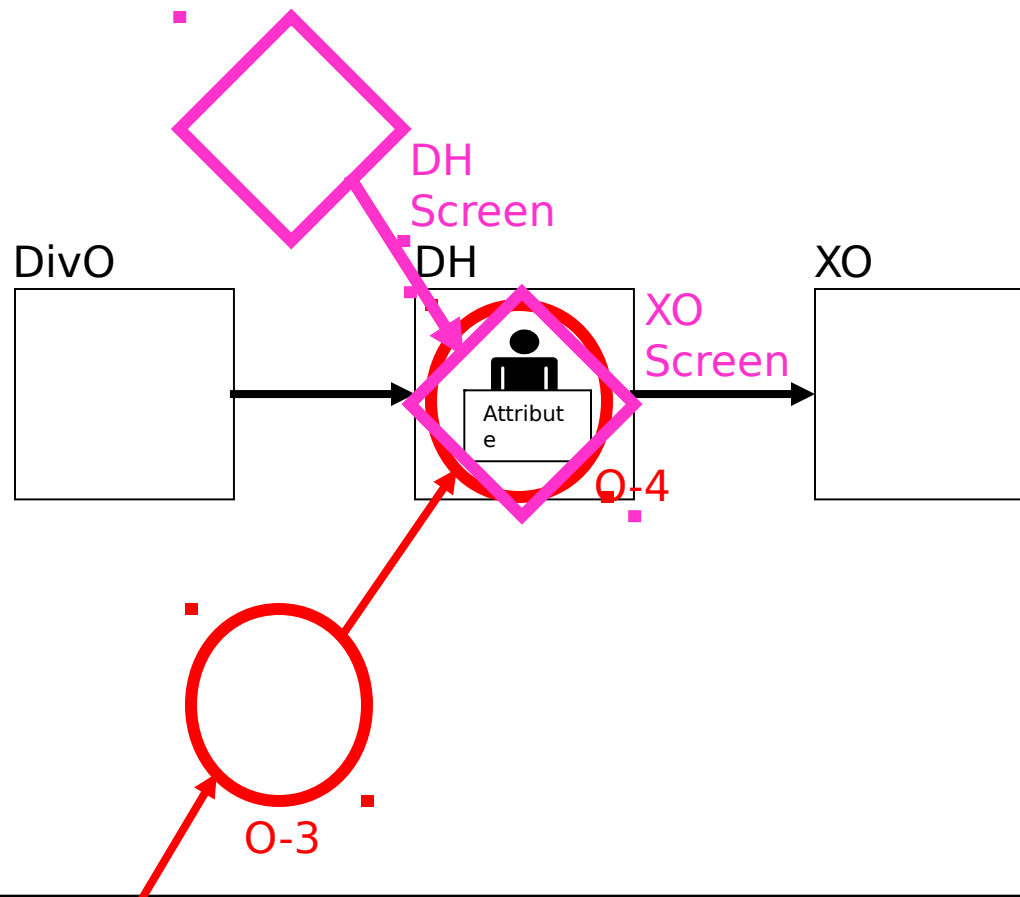 DH
Screen
DivO
DH
XO
XO
Screen
Attribut
e
O-4
O-3